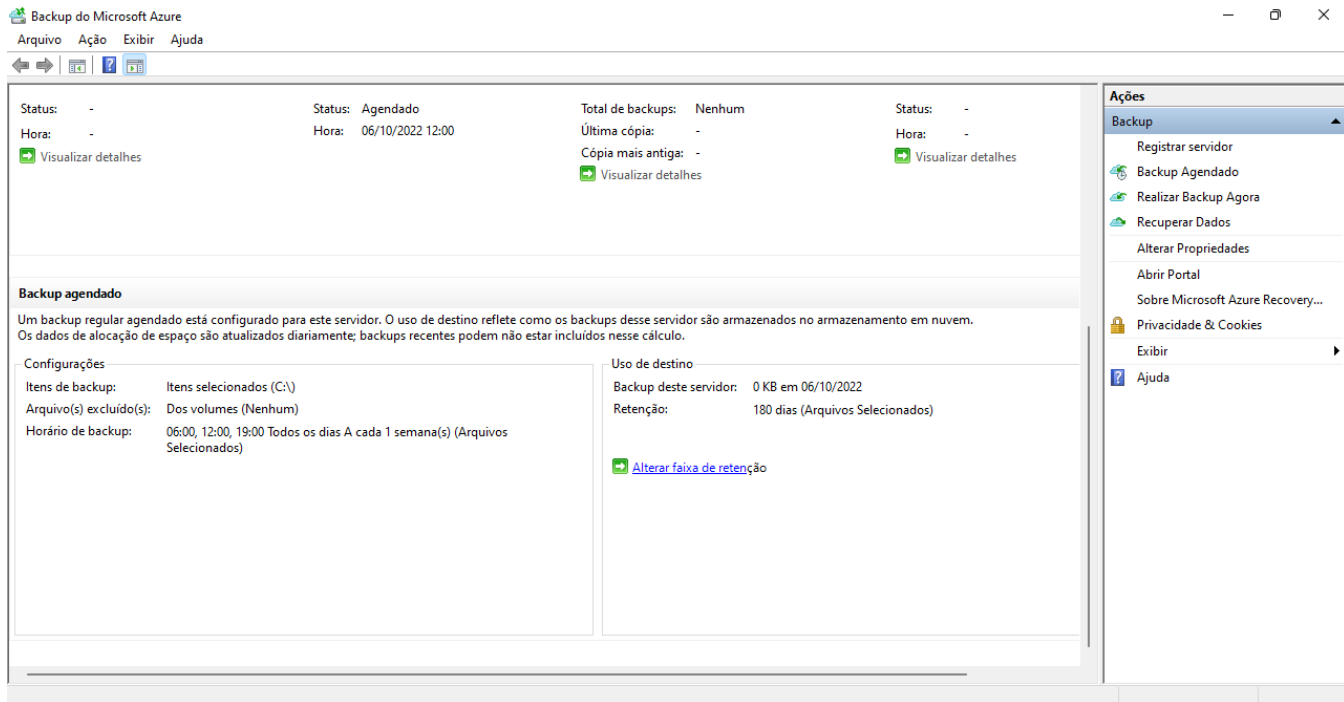 Backup do Microsoft Azure
Arquivo Ação Exibir Ajuda
Status: -
Hora: -
Visualizar detalhes
Status: Agendado
Hora: 06/10/2022 12:00
Total de backups: Nenhum
Última cópia: -
Cópia mais antiga: -
Visualizar detalhes
Status: -
Hora: -
Visualizar detalhes
Backup agendado
Um backup regular agendado está configurado para este servidor. O uso de destino reflete como os backups desse servidor são armazenados no armazenamento em nuvem.
Os dados de alocação de espaço são atualizados diariamente; backups recentes podem não estar incluídos nesse cálculo.
Configurações
Itens de backup: Itens selecionados (C:\)
Arquivo(s) excluído(s): Dos volumes (Nenhum)
Horário de backup: 06:00, 12:00, 19:00 Todos os dias A cada 1 semana(s) (Arquivos
Selecionados)
Uso de destino
Backup deste servidor: 0 KB em 06/10/2022
Retenção: 180 dias (Arquivos Selecionados)
Alterar faixa de retenção
Ações
Backup
Registrar servidor
Backup Agendado
Realizar Backup Agora
Recuperar Dados
Alterar Propriedades
Abrir Portal
Sobre Microsoft Azure Recovery...
Privacidade & Cookies
Exibir
Ajuda